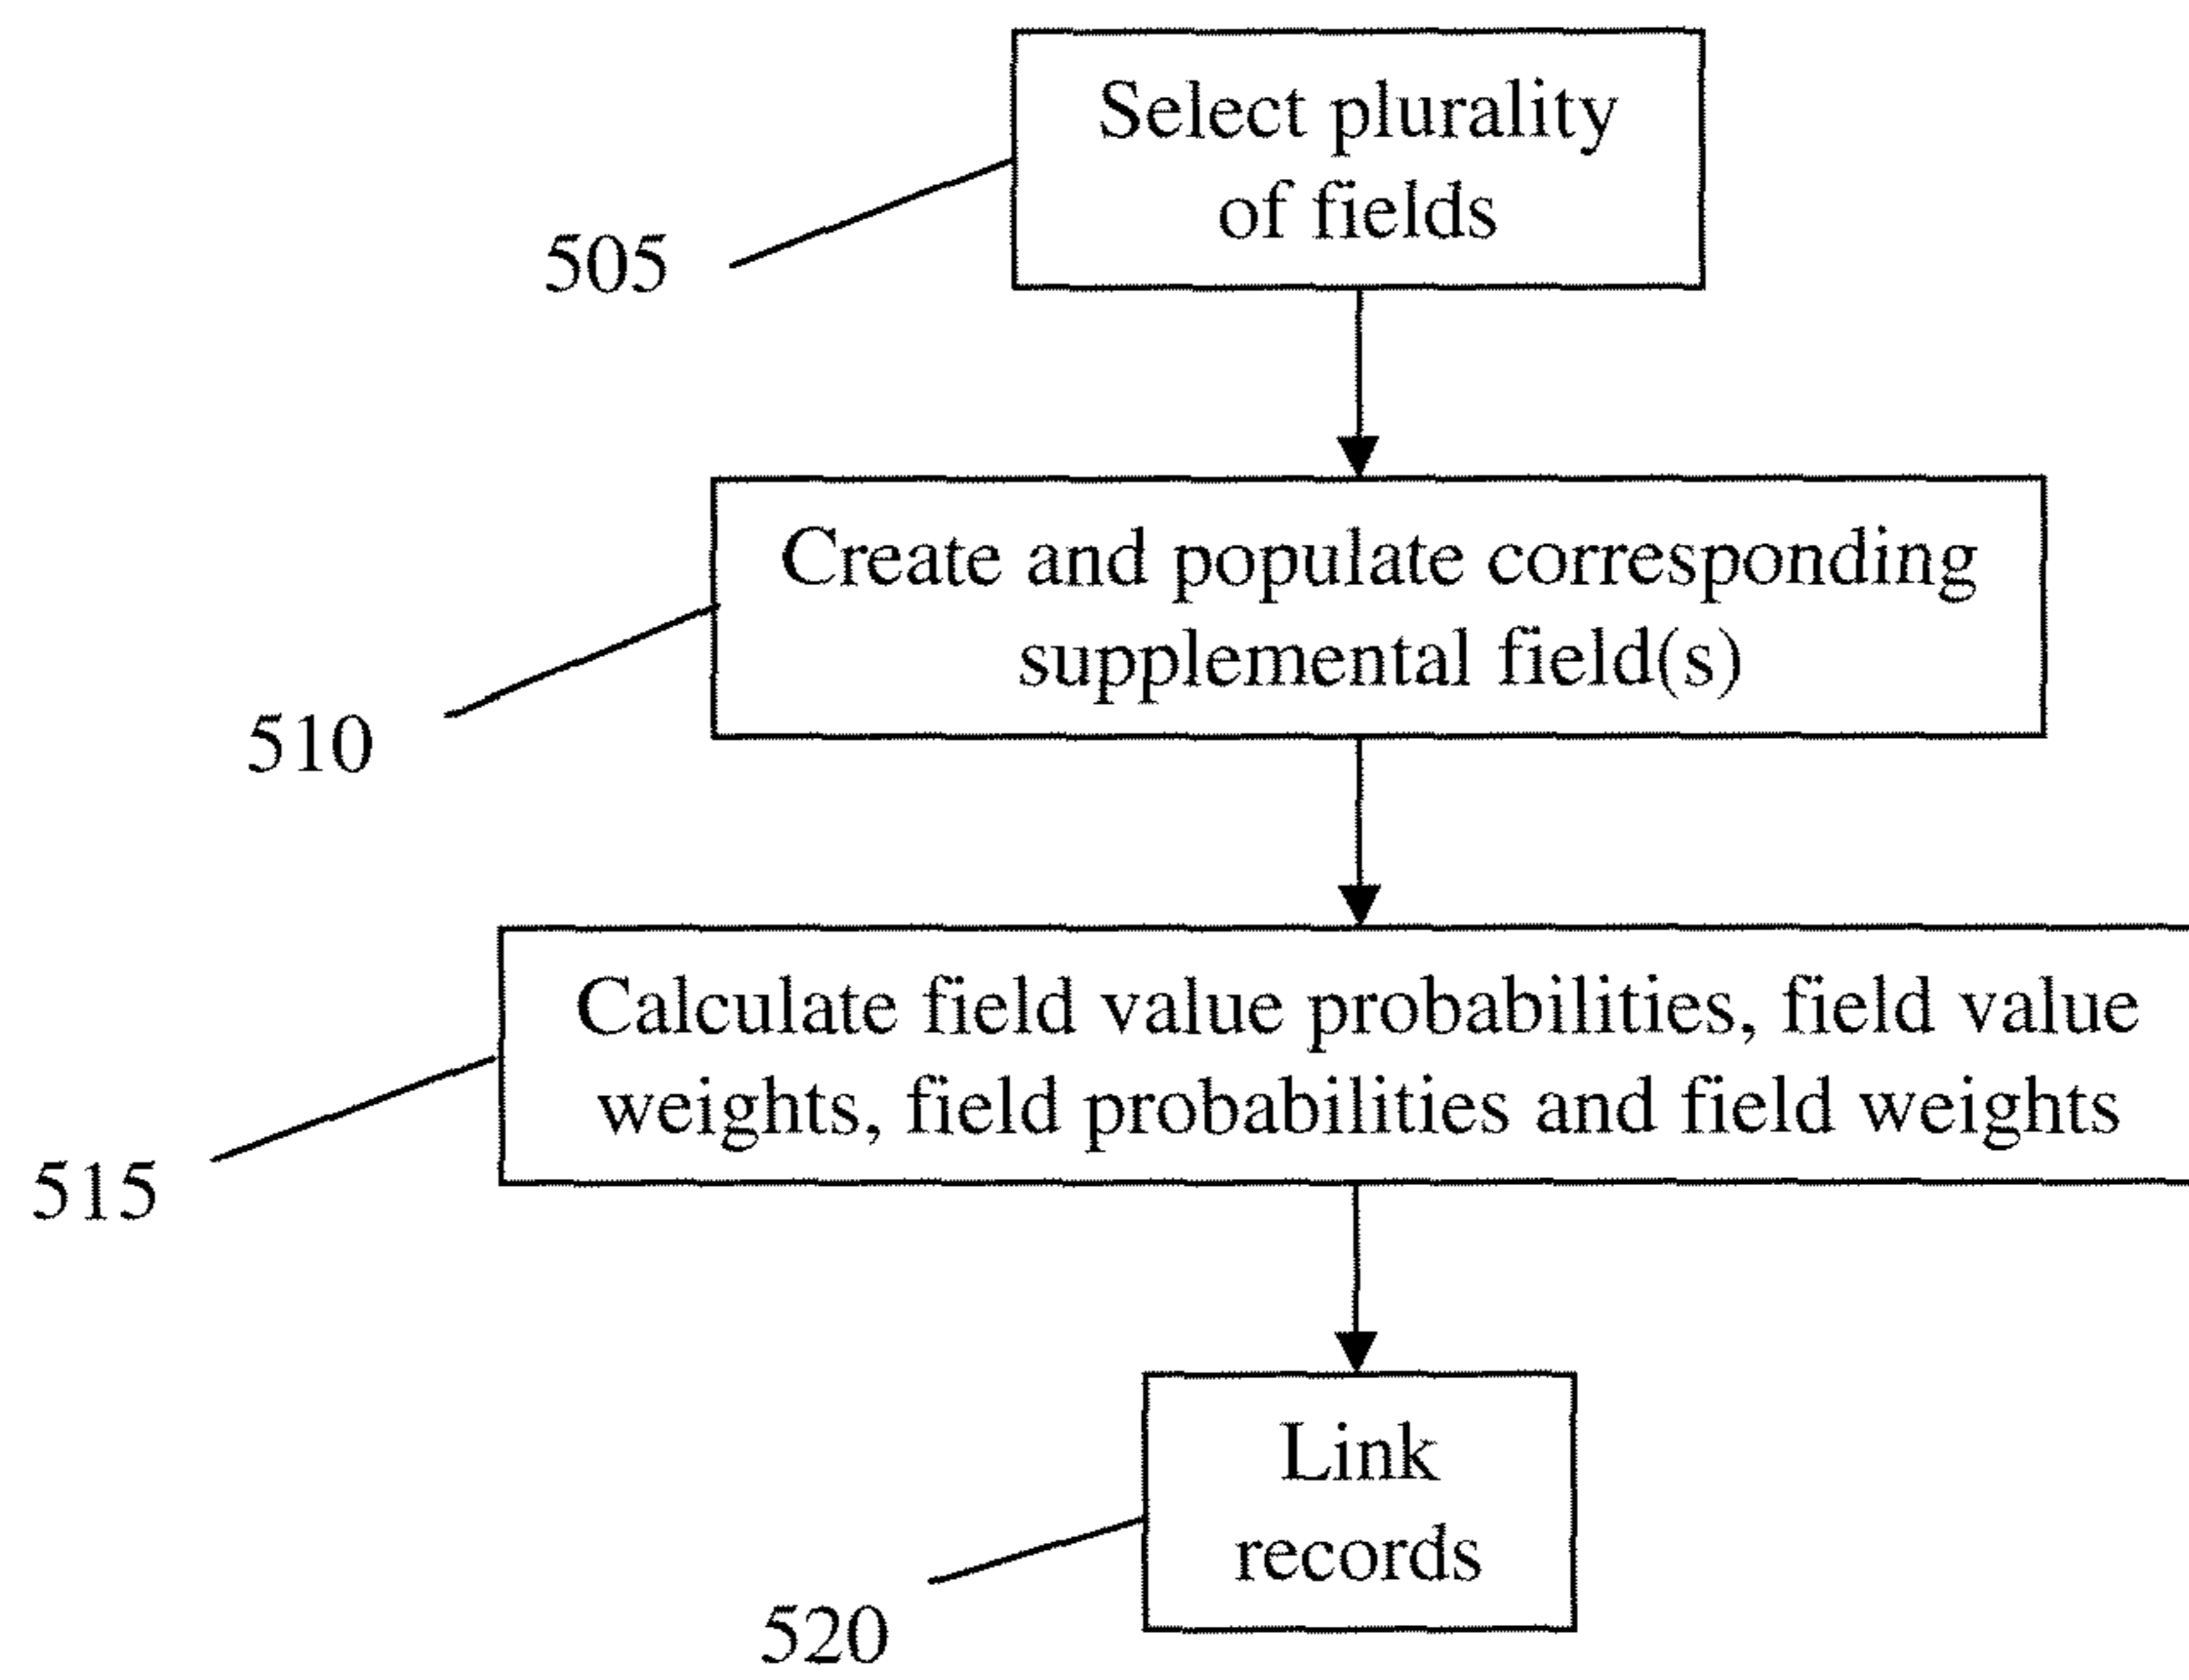 Select plurality
of fields
505
Create and populate corresponding
supplemental field(s)
510
Calculate field value probabilities, field value
weights, field probabilities and field weights
515
Link
records
520